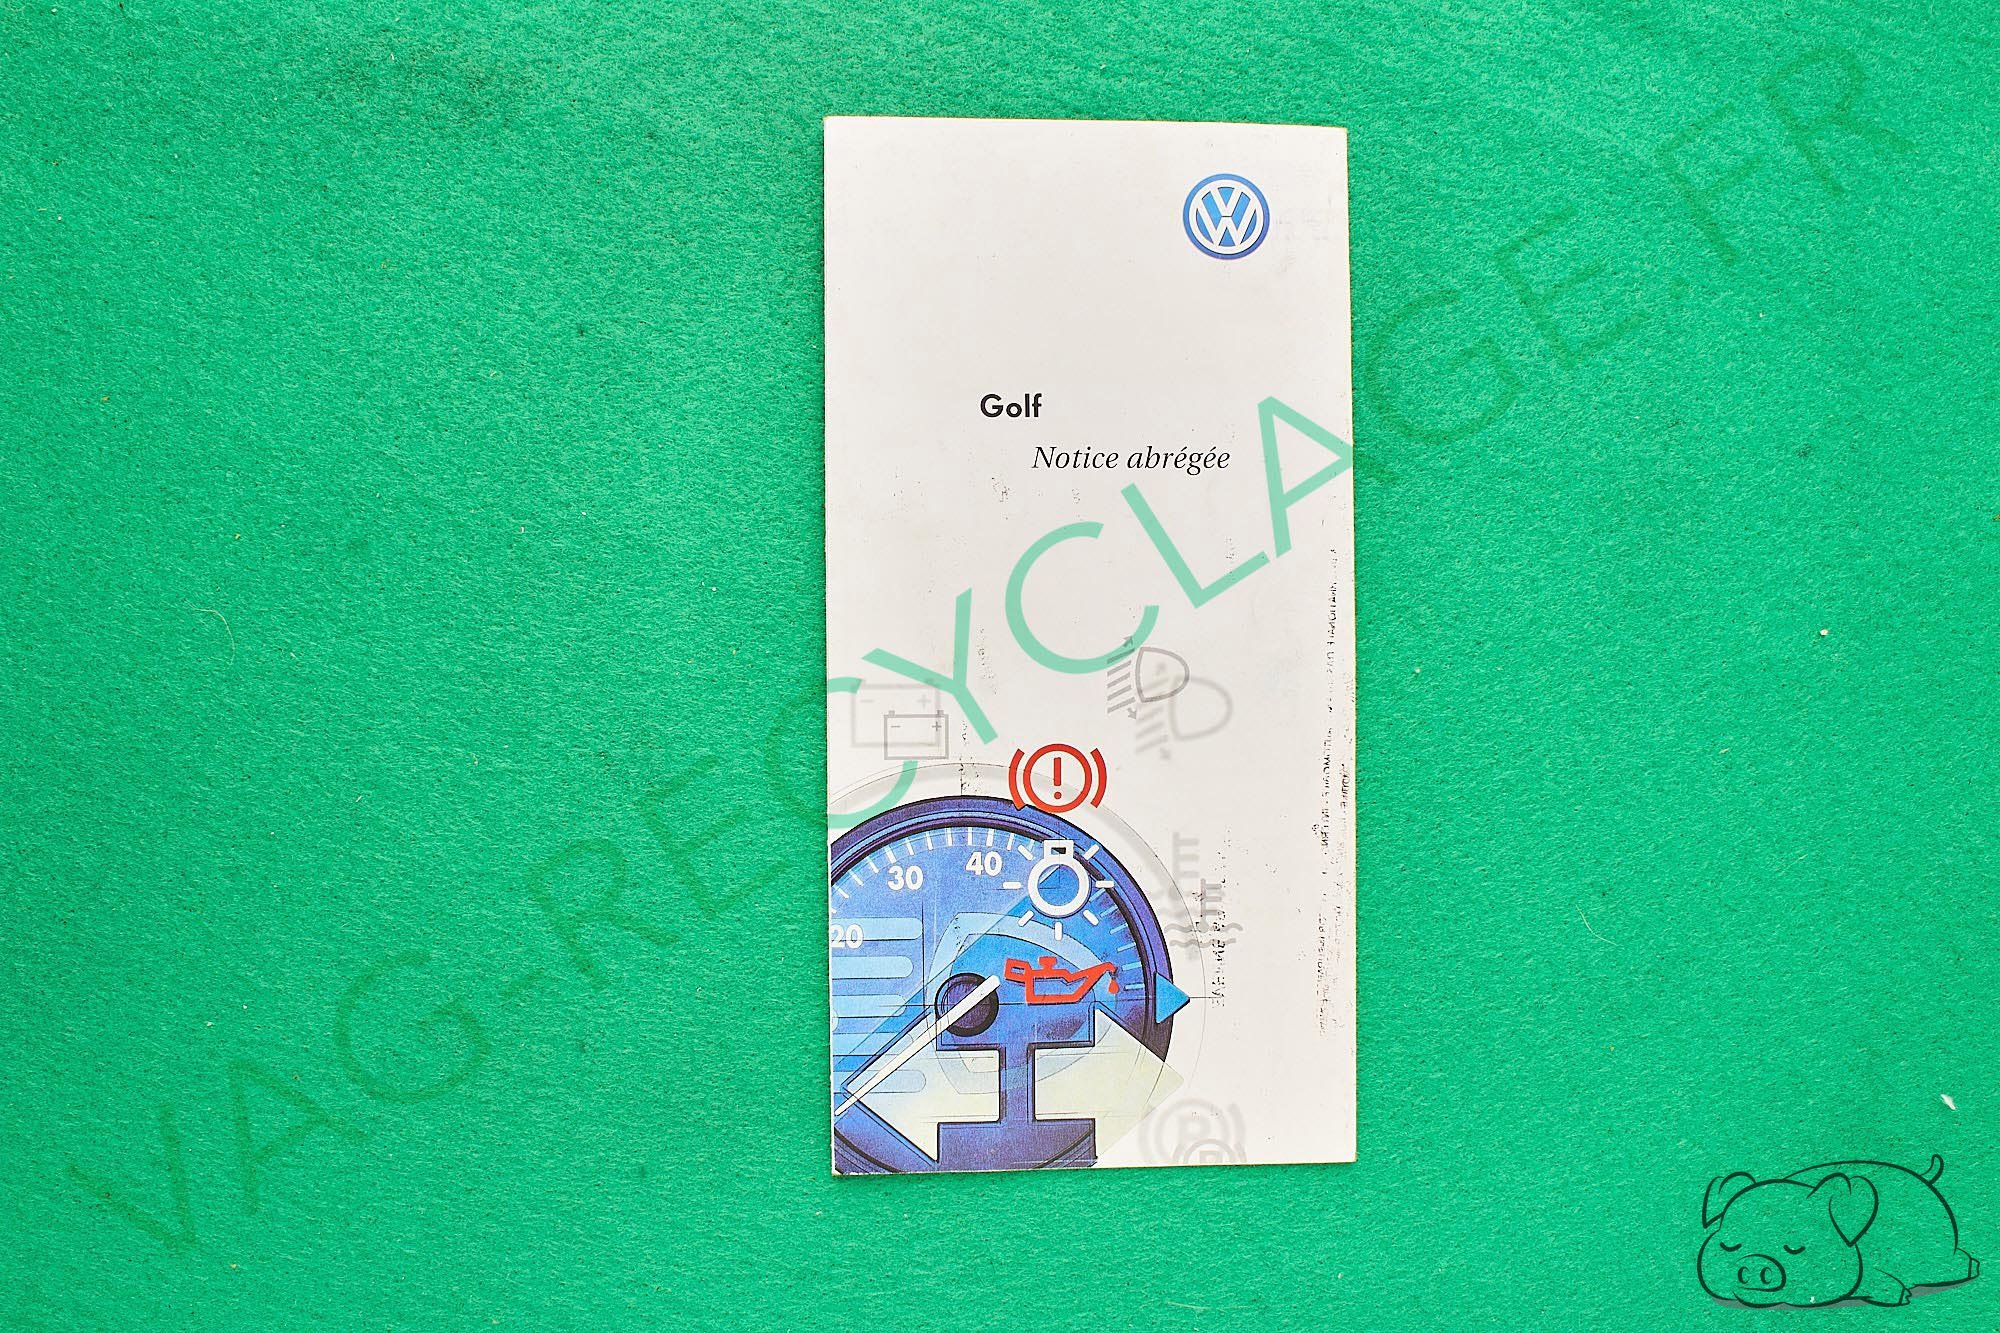 VW
Golf
Notice abrégée
30 40
20
VAG RECYCLAGE.FR